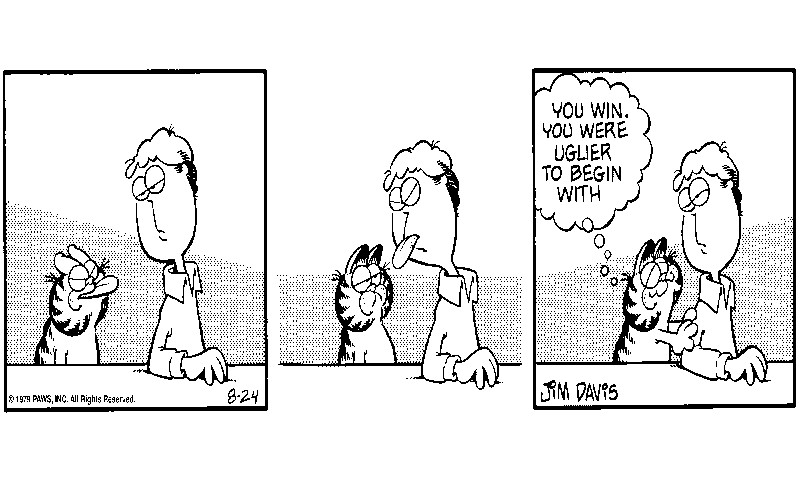 © 1979 PAWS, INC. All Rights Reserved.
8-24
YOU WIN.
YOU WERE
UGLIER
TO BEGIN
WITH
JIM DAVIS